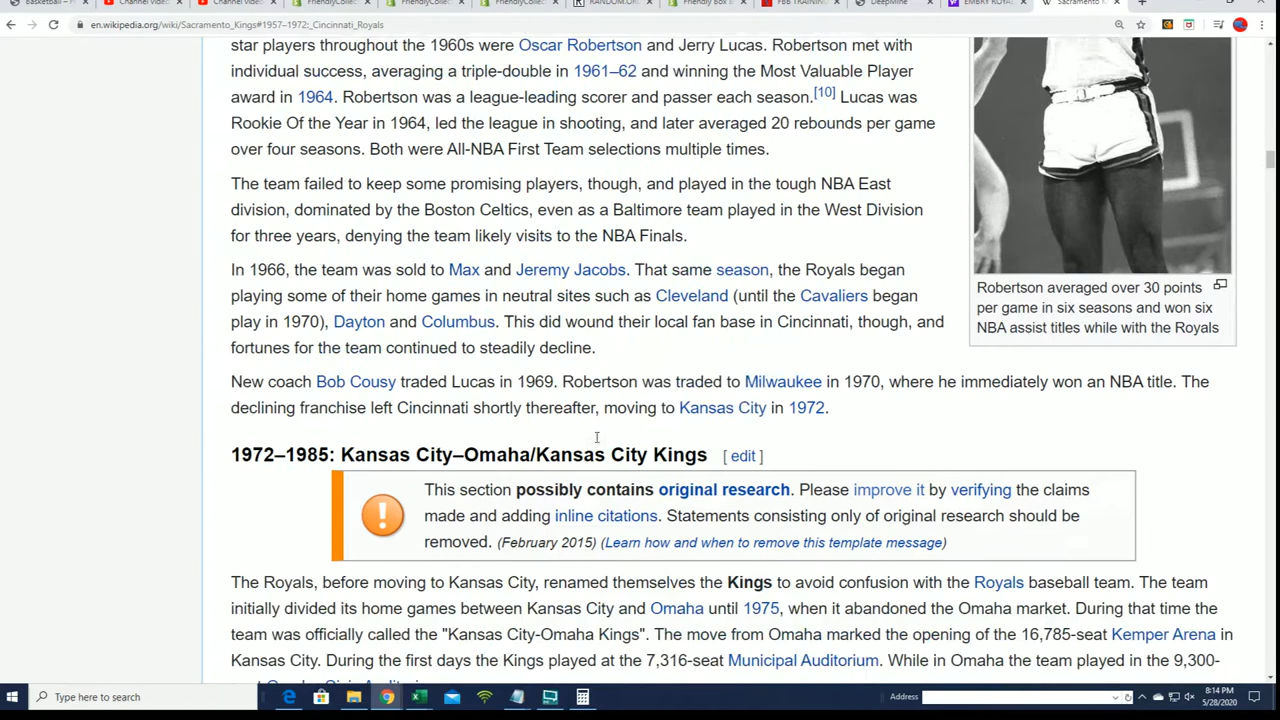 Basketball – P
Channel Video
Channel Video
FriendlyCollec
FriendlyCollec
FriendlyCollec
RANDOM.OR
Friendly Box B
FBB TRAINING
DeepMine
EMBRY ROYAL
Sacramento K
en.wikipedia.org/wiki/Sacramento_Kings#1957–1972:_Cincinnati_Royals
star players throughout the 1960s were Oscar Robertson and Jerry Lucas. Robertson met with
individual success, averaging a triple-double in 1961–62 and winning the Most Valuable Player
award in 1964. Robertson was a league-leading scorer and passer each season.[10] Lucas was
Rookie Of the Year in 1964, led the league in shooting, and later averaged 20 rebounds per game
over four seasons. Both were All-NBA First Team selections multiple times.
The team failed to keep some promising players, though, and played in the tough NBA East
division, dominated by the Boston Celtics, even as a Baltimore team played in the West Division
for three years, denying the team likely visits to the NBA Finals.
In 1966, the team was sold to Max and Jeremy Jacobs. That same season, the Royals began
playing some of their home games in neutral sites such as Cleveland (until the Cavaliers began
play in 1970), Dayton and Columbus. This did wound their local fan base in Cincinnati, though, and
fortunes for the team continued to steadily decline.
Robertson averaged over 30 points
per game in six seasons and won six
NBA assist titles while with the Royals
New coach Bob Cousy traded Lucas in 1969. Robertson was traded to Milwaukee in 1970, where he immediately won an NBA title. The
declining franchise left Cincinnati shortly thereafter, moving to Kansas City in 1972.
1972–1985: Kansas City–Omaha/Kansas City Kings [ edit ]
This section possibly contains original research. Please improve it by verifying the claims
made and adding inline citations. Statements consisting only of original research should be
removed. (February 2015) (Learn how and when to remove this template message)
The Royals, before moving to Kansas City, renamed themselves the Kings to avoid confusion with the Royals baseball team. The team
initially divided its home games between Kansas City and Omaha until 1975, when it abandoned the Omaha market. During that time the
team was officially called the "Kansas City-Omaha Kings". The move from Omaha marked the opening of the 16,785-seat Kemper Arena in
Kansas City. During the first days the Kings played at the 7,316-seat Municipal Auditorium. While in Omaha the team played in the 9,300-
Type here to search
Address
8:14 PM
5/28/2020